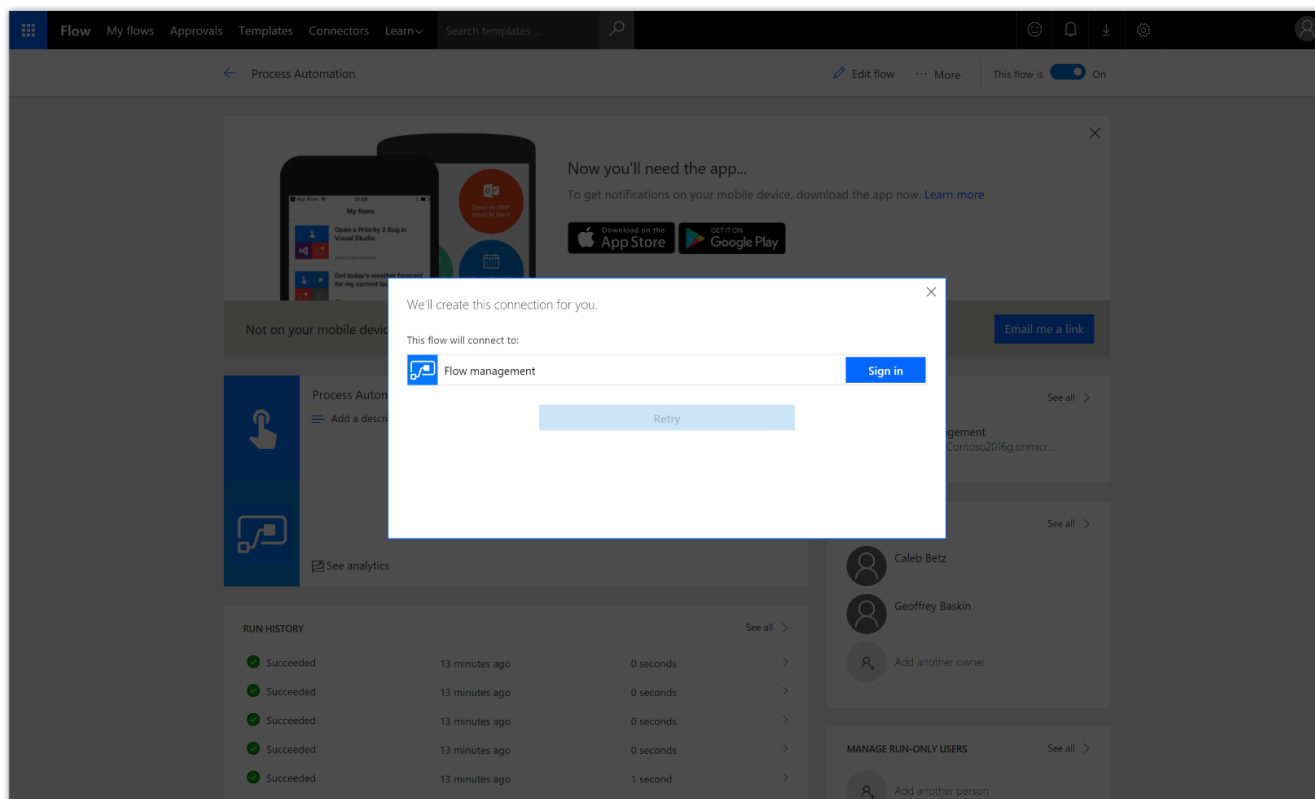 Flow My flows Approvals Templates Connectors Learn Search templates ...
Process Automation Edit flow ... More This flow is On
Now you'll need the app...
To get notifications on your mobile device, download the app now. Learn more
Download on the App Store GET IT ON Google Play
My flows
Open a Priority 2 Bug in
Visual Studio
Get today's weather forecast
for my current
Send an OOF
email to team
Not on your mobile devic
Email me a link
We'll create this connection for you.
This flow will connect to:
Flow management Sign in
Retry
Process Auton
Add a descri
See analytics
See all
gement
Contoso2016g.onmicr...
See all
Caleb Betz
Geoffrey Baskin
Add another owner
RUN HISTORY See all
Succeeded 13 minutes ago 0 seconds
Succeeded 13 minutes ago 0 seconds
Succeeded 13 minutes ago 0 seconds
Succeeded 13 minutes ago 0 seconds
Succeeded 13 minutes ago 1 second
MANAGE RUN-ONLY USERS See all
Add another person